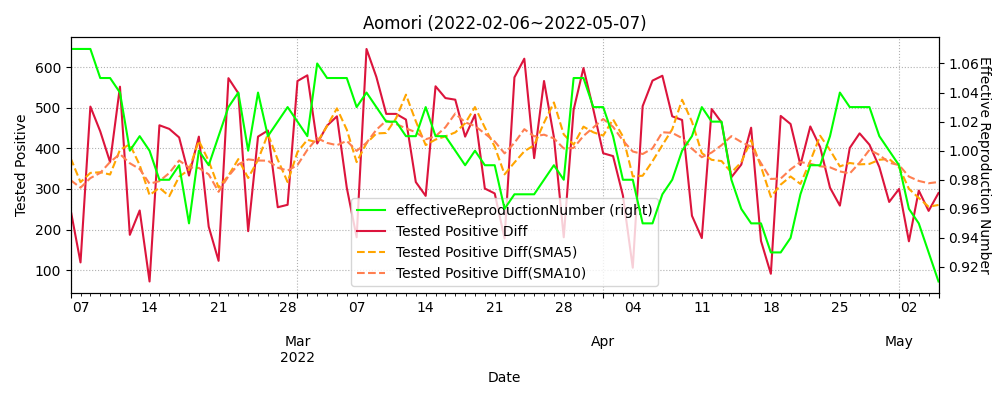 Aomori (2022-02-06~2022-05-07)
Tested Positive
600
500
400
300
200
100
1.06
1.04
1.02
1.00
0.98
0.96
0.94
0.92
Effective Reproduction Number
effectiveReproductionNumber (right)
Tested Positive Diff
Tested Positive Diff(SMA5)
Tested Positive Diff(SMA10)
07 14 21 28 07 14 21 28 04 11 18 25 02
Mar Apr May
2022
Date